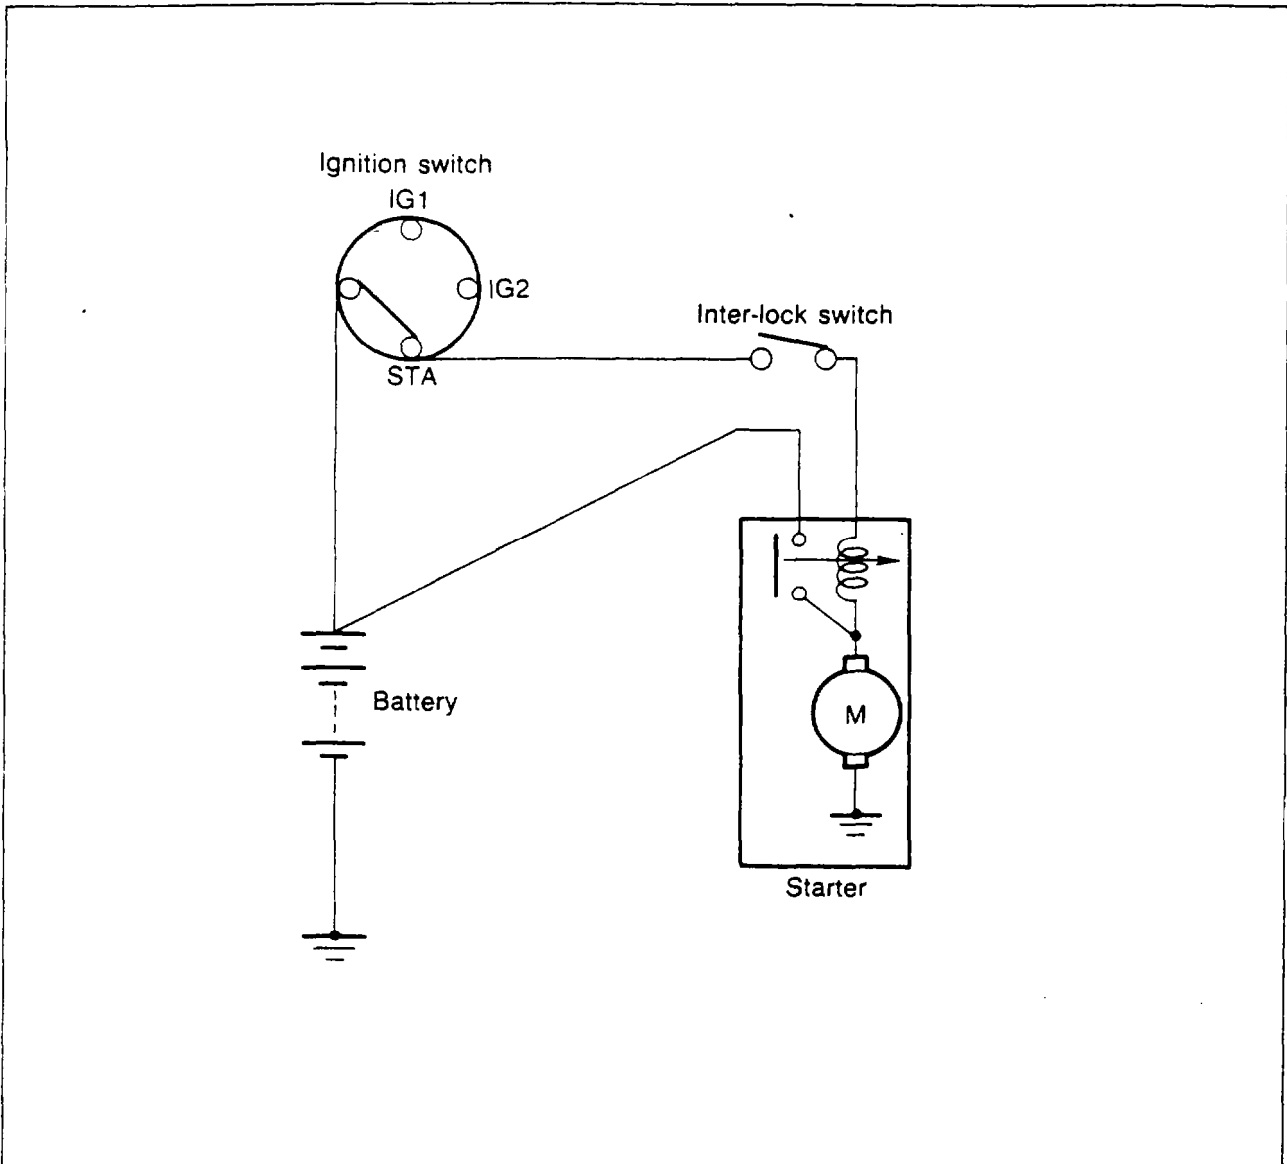 Ignition switch
IG1
IG2
STA
Inter-lock switch
Battery
M
Starter